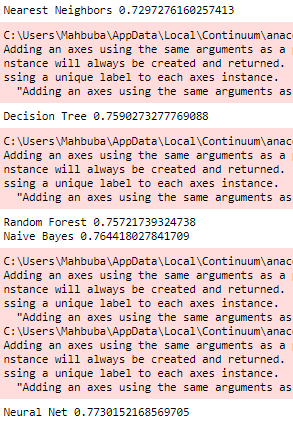 Nearest Neighbors 0.7297276160257413
C:\Users\Mahbuba\AppData\Local\Continuum\anac
Adding an axes using the same arguments as a
nstance will always be created and returned.
ssing a unique label to each axes instance.
"Adding an axes using the same arguments as
Decision Tree 0.7590273277769088
C:\Users\Mahbuba\AppData\Local\Continuum\anac
Adding an axes using the same arguments as a
nstance will always be created and returned.
ssing a unique label to each axes instance.
"Adding an axes using the same arguments as
Random Forest 0.75721739324738
Naive Bayes 0.764418027841709
C:\Users\Mahbuba\AppData\Local\Continuum\anac
Adding an axes using the same arguments as a
nstance will always be created and returned.
ssing a unique label to each axes instance.
"Adding an axes using the same arguments as
C:\Users\Mahbuba\AppData\Local\Continuum\anac
Adding an axes using the same arguments as a
nstance will always be created and returned.
ssing a unique label to each axes instance.
"Adding an axes using the same arguments as
Neural Net 0.7730152168569705